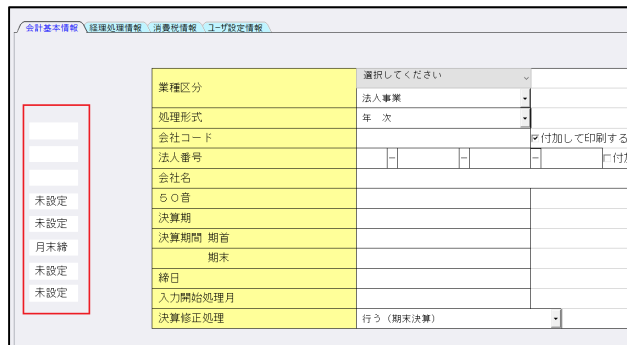 会計基本情報 経理処理情報 消費税情報 ユーザ設定情報
業種区分 選択してください
法人事業
処理形式 年 次
会社コード 付加して印刷する
法人番号 - - - 付加
会社名
未設定 50音
未設定 決算期
月末締 決算期間 期首
未設定 期末
未設定 締日
入力開始処理月
決算修正処理 行う（期末決算）